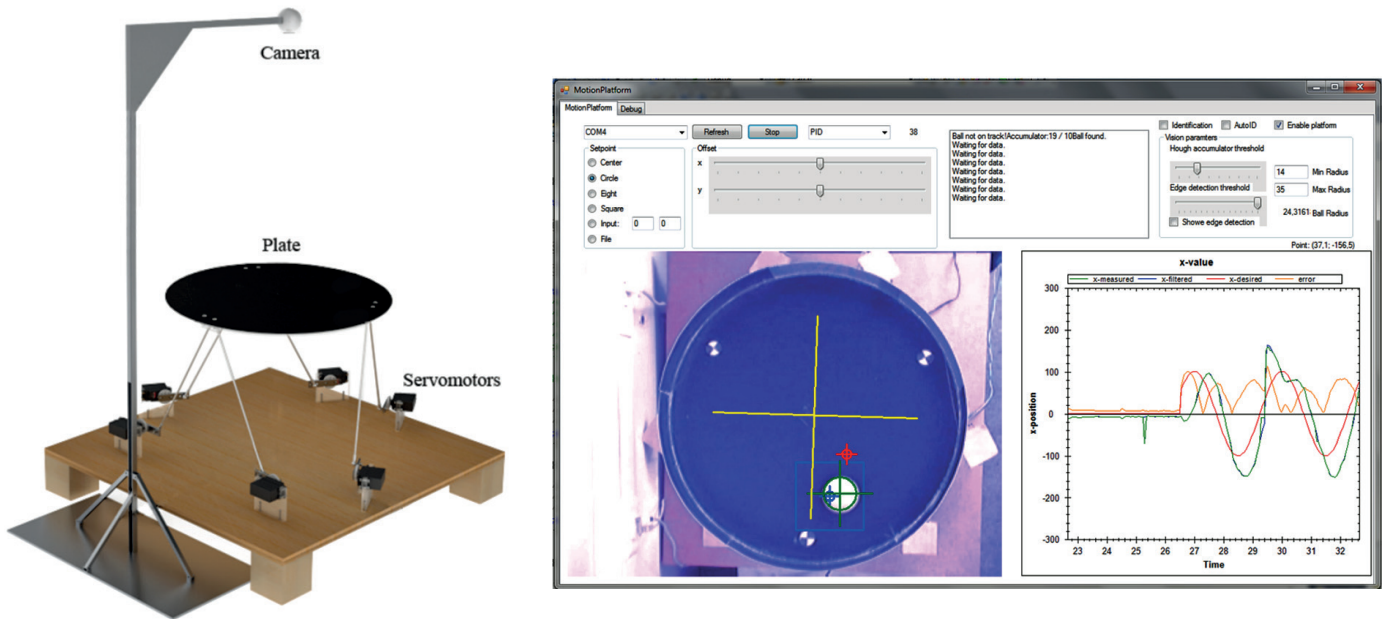 Camera
Plate
Servomotors
MotionPlatform
MotionPlatform Debug
COM4 Refresh Stop PID 38
Setpoint
Center
Circle
Eight
Square
Input: 0 0
File
Offset
x
y
Ball not on track!Accumulator:19 / 10Ball found.
Waiting for data.
Waiting for data.
Waiting for data.
Waiting for data.
Waiting for data.
Waiting for data.
Identification AutoID Enable platform
Vision paramters
Hough accumulator threshold
14 Min Radius
Edge detection threshold
35 Max Radius
24,3161 Ball Radius
Showe edge detection
Point: (37,1; -156,5)
x-value
x-measured x-filtered x-desired error
300
200
100
0
-100
-200
-300
x-position
23 24 25 26 27 28 29 30 31 32
Time